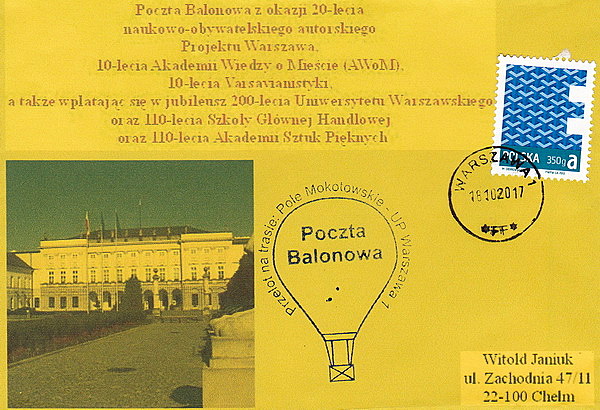 Poczta Balonowa z okazji 20-lecia
naukowo-obywatelskiego autorskiego
Projektu Warszawa,
10-lecia Akademii Wiedzy o Mieście (AWoM),
10-lecia Varsavianistyki,
a także wplatając się w jubileusz 200-lecia Uniwersytetu Warszawskiego
oraz 110-lecia Szkoły Głównej Handlowej
oraz 110-lecia Akademii Sztuk Pięknych
POLSKA 350g a
WARSZAWA 1
18.10.2017
Przelot na trasie: Pole Mokotowskie - UP Warszawa 1
Poczta
Balonowa
Witold Janiuk
ul. Zachodnia 47/11
22-100 Chełm